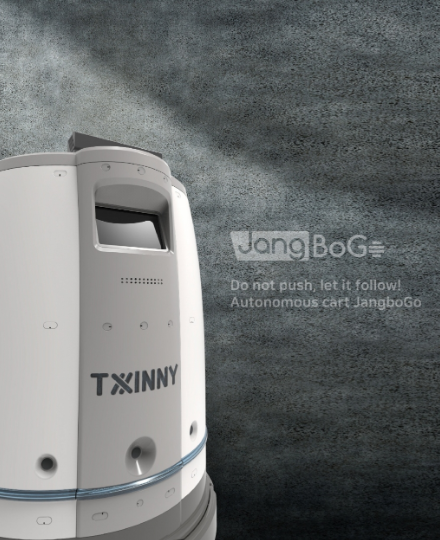 JangBoGo
Do not push, let it follow!
Autonomous cart JangboGo
TXINNY